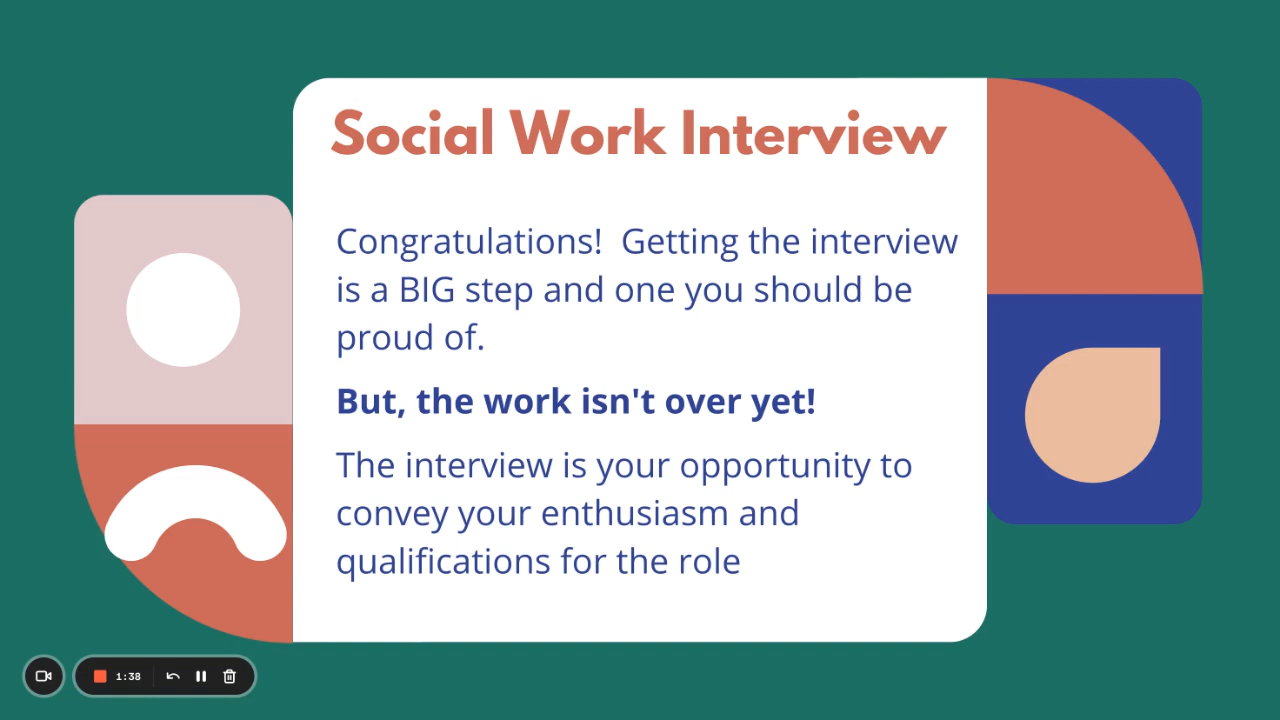 Social Work Interview
Congratulations!  Getting the interview
is a BIG step and one you should be
proud of.
But, the work isn't over yet!
The interview is your opportunity to
convey your enthusiasm and
qualifications for the role
1:38